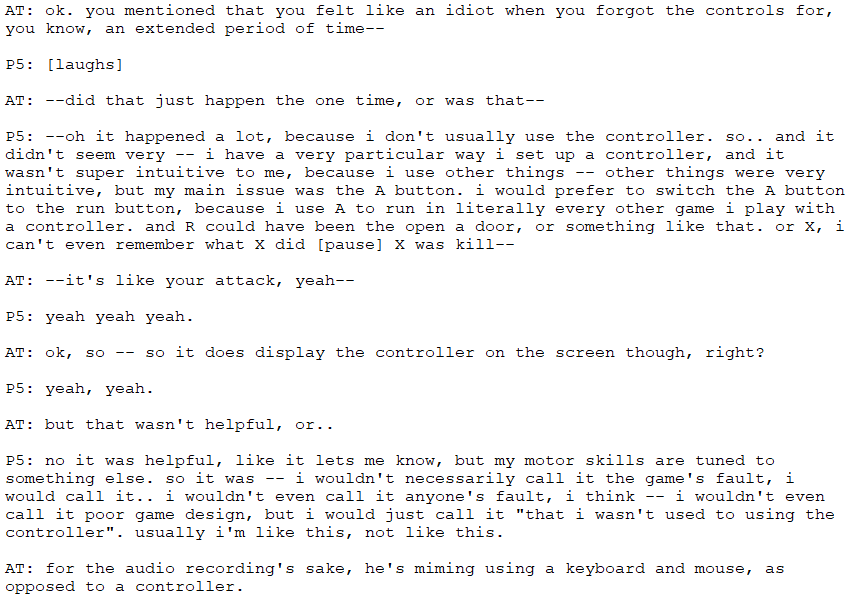 AT: ok. you mentioned that you felt like an idiot when you forgot the controls for,
you know, an extended period of time--
P5: [laughs]
AT: --did that just happen the one time, or was that--
P5: --oh it happened a lot, because i don't usually use the controller. so.. and it
didn't seem very -- i have a very particular way i set up a controller, and it
wasn't super intuitive to me, because i use other things -- other things were very
intuitive, but my main issue was the A button. i would prefer to switch the A button
to the run button, because i use A to run in literally every other game i play with
a controller. and R could have been the open a door, or something like that. or X, i
can't even remember what X did [pause] X was kill--
AT: --it's like your attack, yeah--
P5: yeah yeah yeah.
AT: ok, so -- so it does display the controller on the screen though, right?
P5: yeah, yeah.
AT: but that wasn't helpful, or..
P5: no it was helpful, like it lets me know, but my motor skills are tuned to
something else. so it was -- i wouldn't necessarily call it the game's fault, i
would call it.. i wouldn't even call it anyone's fault, i think -- i wouldn't even
call it poor game design, but i would just call it "that i wasn't used to using the
controller". usually i'm like this, not like this.
AT: for the audio recording's sake, he's miming using a keyboard and mouse, as
opposed to a controller.